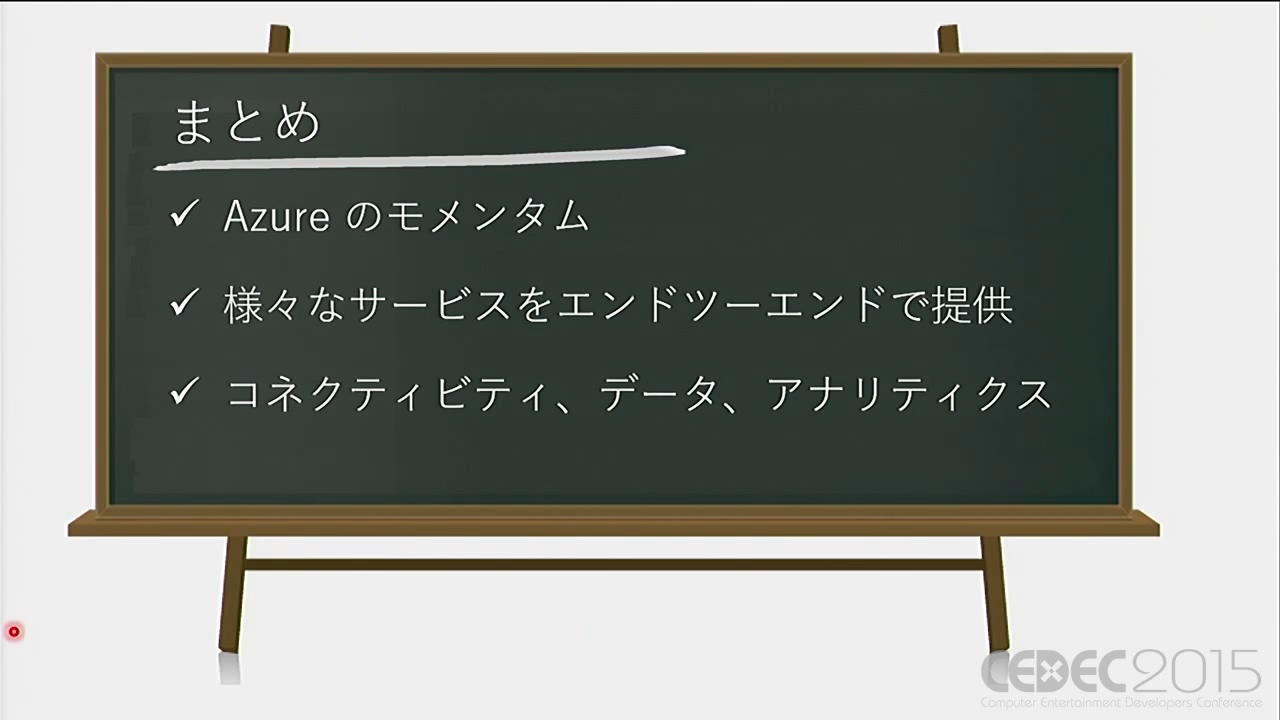 まとめ
✓ Azure のモメンタム
✓ 様々なサービスをエンドツーエンドで提供
✓ コネクティビティ、データ、アナリティクス
CEDEC2015
Computer Entertainment Developers Conference